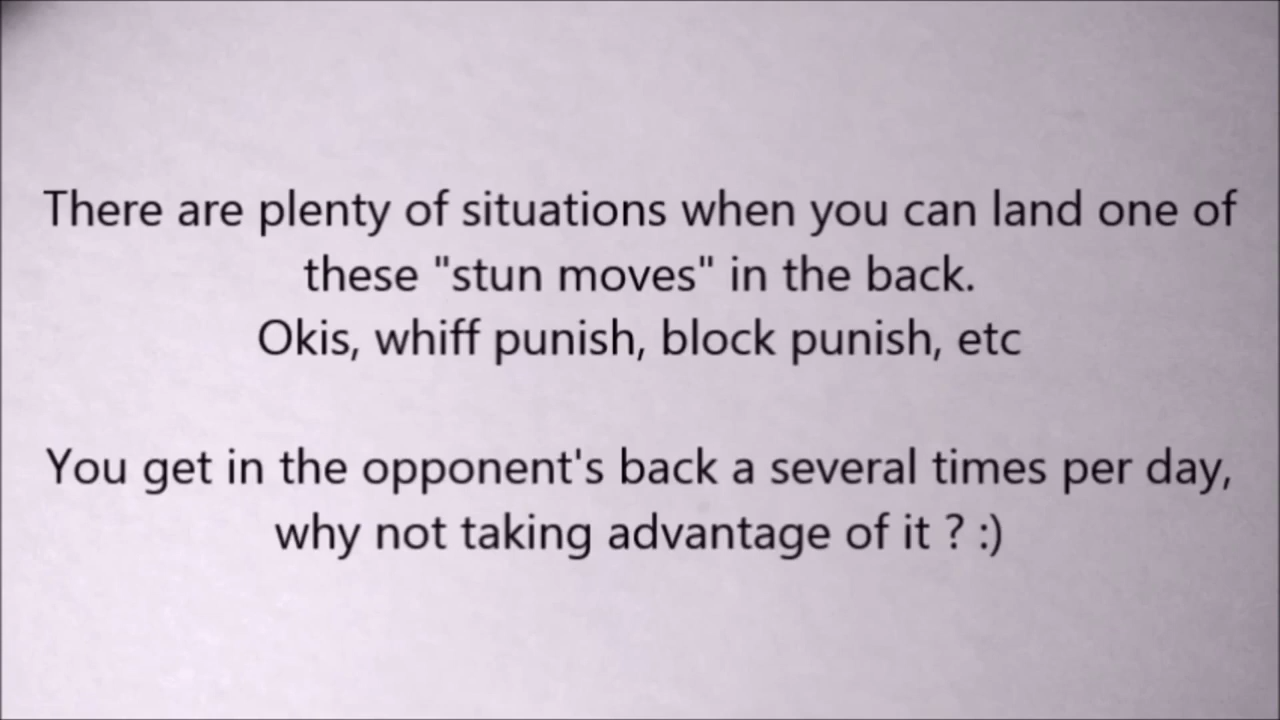 There are plenty of situations when you can land one of
these "stun moves" in the back.
Okis, whiff punish, block punish, etc
You get in the opponent's back a several times per day,
why not taking advantage of it ? :)